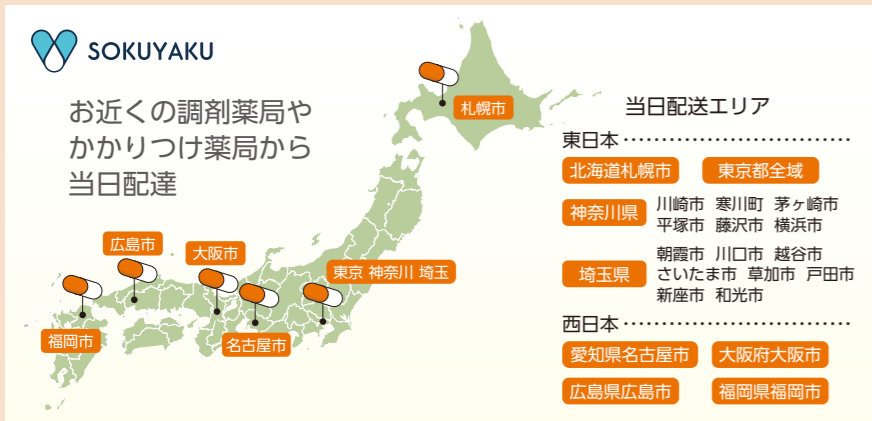 SOKUYAKU
お近くの調剤薬局や
かかりつけ薬局から
当日配達
札幌市
広島市
大阪市
東京 神奈川 埼玉
福岡市
名古屋市
当日配送エリア
東日本
北海道札幌市 東京都全域
神奈川県
川崎市 寒川町 茅ヶ崎市
平塚市 藤沢市 横浜市
埼玉県
朝霞市 川口市 越谷市
さいたま市 草加市 戸田市
新座市 和光市
西日本
愛知県名古屋市 大阪府大阪市
広島県広島市 福岡県福岡市